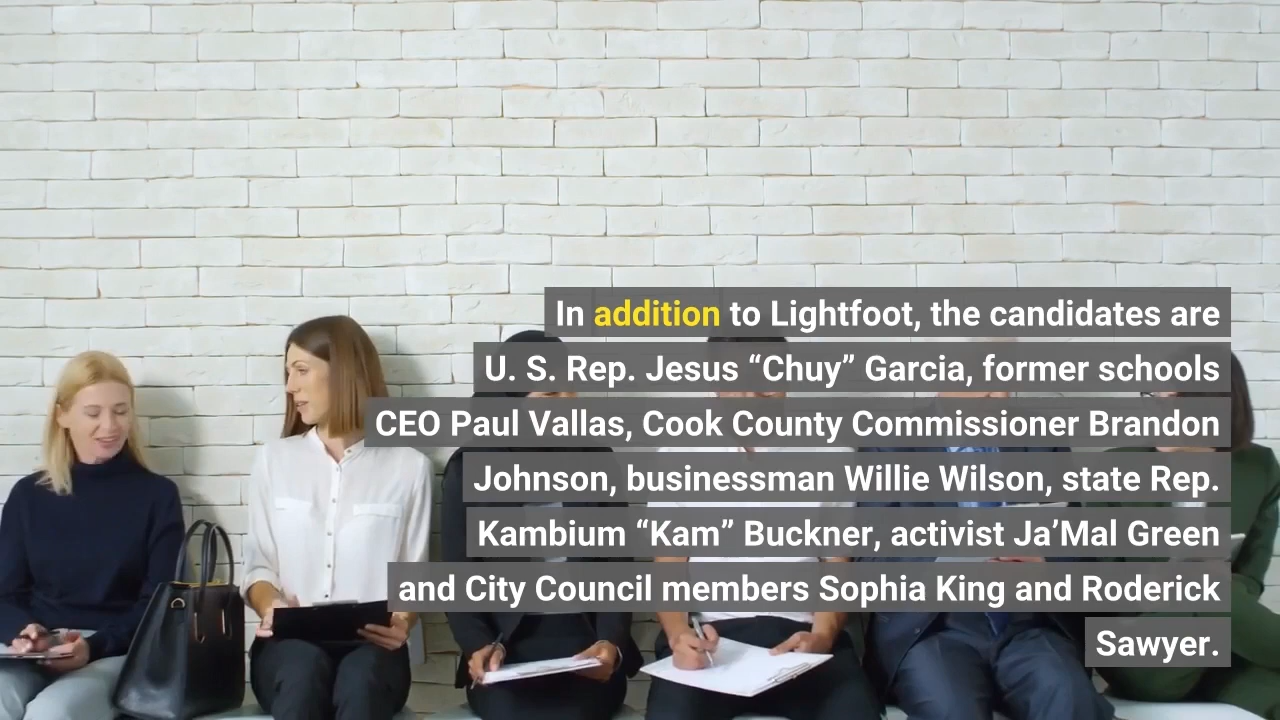 In addition to Lightfoot, the candidates are
U. S. Rep. Jesus “Chuy” Garcia, former schools
CEO Paul Vallas, Cook County Commissioner Brandon
Johnson, businessman Willie Wilson, state Rep.
Kambium “Kam” Buckner, activist Ja’Mal Green
and City Council members Sophia King and Roderick
Sawyer.